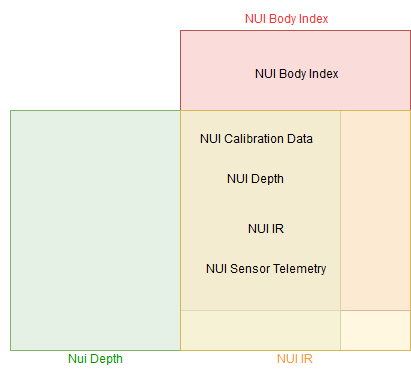 NUI Body Index
NUI Body Index
NUI Calibration Data
NUI Depth
NUI IR
NUI Sensor Telemetry
Nui Depth
NUI IR